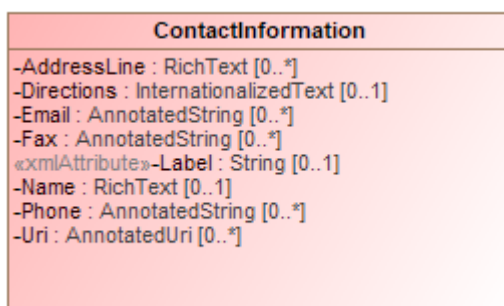 ContactInformation
-AddressLine : RichText [0..*]
-Directions : InternationalizedText [0..1]
-Email : AnnotatedString [0..*]
-Fax : AnnotatedString [0..*]
«xmlAttribute»-Label : String [0..1]
-Name : RichText [0..1]
-Phone : AnnotatedString [0..*]
-Uri : AnnotatedUri [0..*]